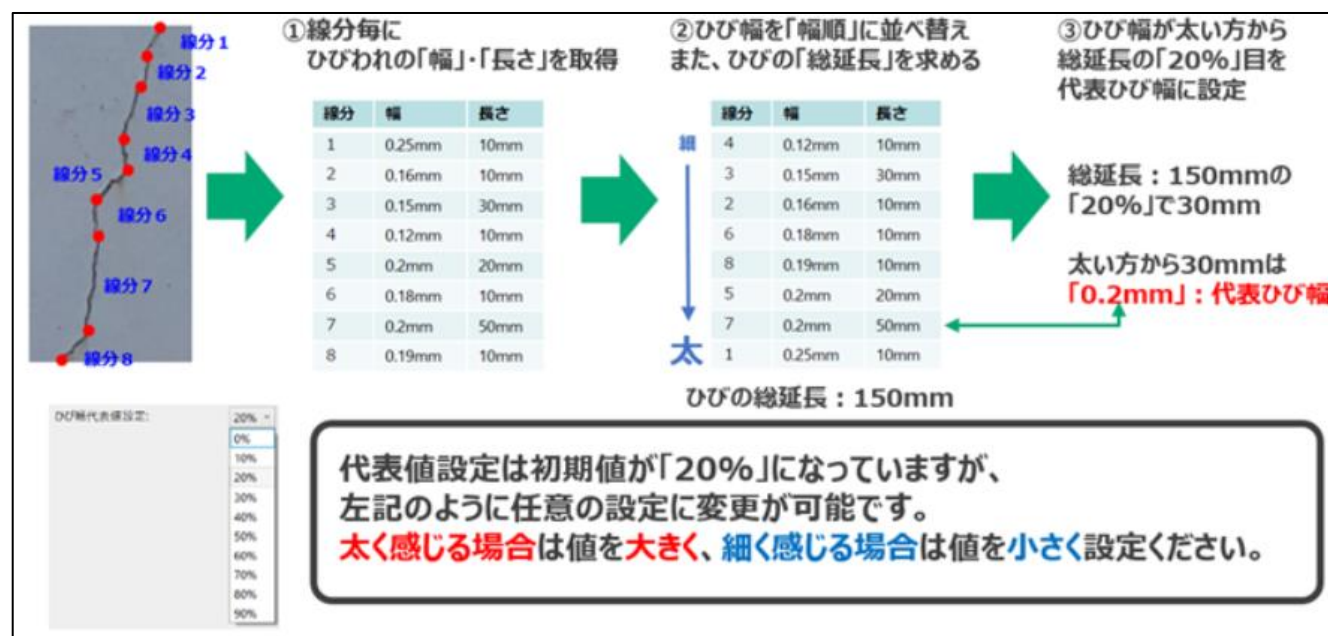 線分1
線分2
線分3
線分4
線分5
線分6
線分7
線分8
①線分毎に
ひびわれの「幅」・「長さ」を取得
線分 幅 長さ
1 0.25mm 10mm
2 0.16mm 10mm
3 0.15mm 30mm
4 0.12mm 10mm
5 0.2mm 20mm
6 0.18mm 10mm
7 0.2mm 50mm
8 0.19mm 10mm
②ひび幅を「幅順」に並べ替え
また、ひびの「総延長」を求める
線分 幅 長さ
細 4 0.12mm 10mm
3 0.15mm 30mm
2 0.16mm 10mm
6 0.18mm 10mm
8 0.19mm 10mm
5 0.2mm 20mm
7 0.2mm 50mm
太 1 0.25mm 10mm
ひびの総延長：150mm
③ひび幅が太い方から
総延長の「20%」目を
代表ひび幅に設定
総延長：150mmの
「20%」で30mm
太い方から30mmは
「0.2mm」：代表ひび幅
ひび幅代表値設定: 20%
0%
10%
20%
30%
40%
50%
60%
70%
80%
90%
代表値設定は初期値が「20%」になっていますが、
左記のように任意の設定に変更が可能です。
太く感じる場合は値を大きく、細く感じる場合は値を小さく設定ください。